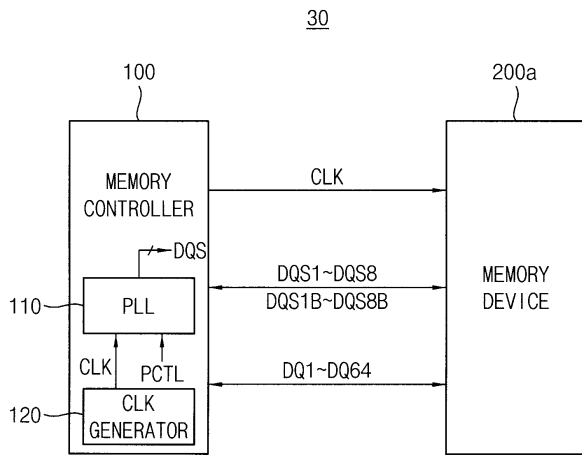 30
100
200a
MEMORY
CONTROLLER
CLK
DQS
DQS1~DQS8
DQS1B~DQS8B
MEMORY
DEVICE
110
PLL
CLK
PCTL
DQ1~DQ64
120
CLK
GENERATOR